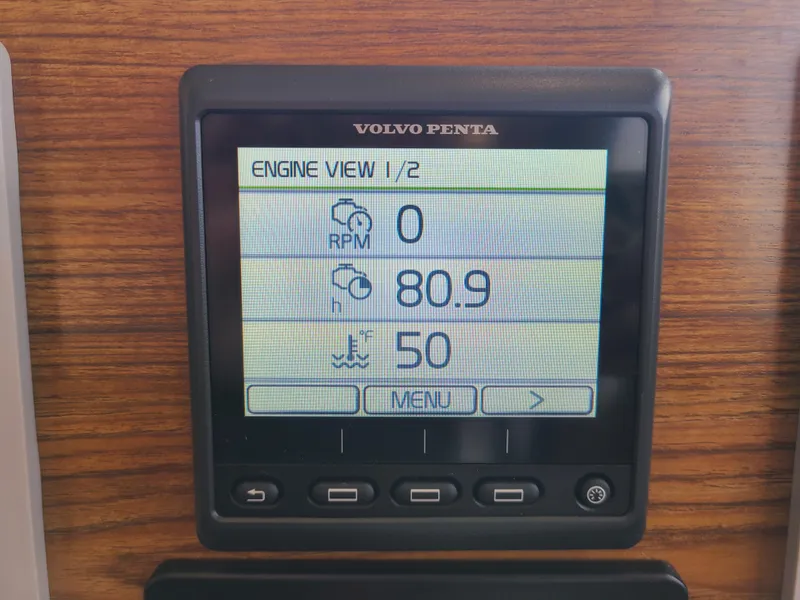 VOLVO PENTA
ENGINE VIEW 1/2
RPM 0
h 80.9
°F 50
MENU >